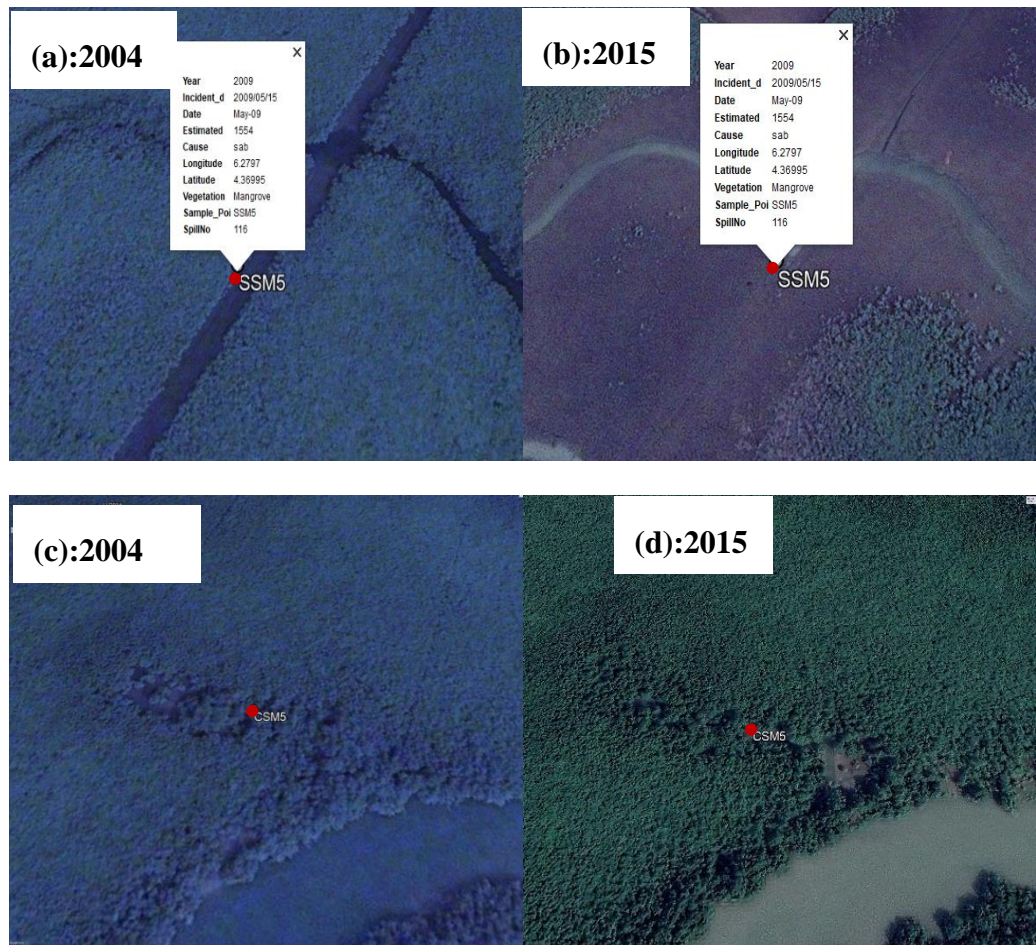 (a):2004
X
Year 2009
Incident_d 2009/05/15
Date May-09
Estimated 1554
Cause sab
Longitude 6.2797
Latitude 4.36995
Vegetation Mangrove
Sample_Poi SSM5
SpillNo 116
SSM5
(b):2015
X
Year 2009
Incident_d 2009/05/15
Date May-09
Estimated 1554
Cause sab
Longitude 6.2797
Latitude 4.36995
Vegetation Mangrove
Sample_Poi SSM5
SpillNo 116
SSM5
(c):2004
CSM5
(d):2015
CSM5